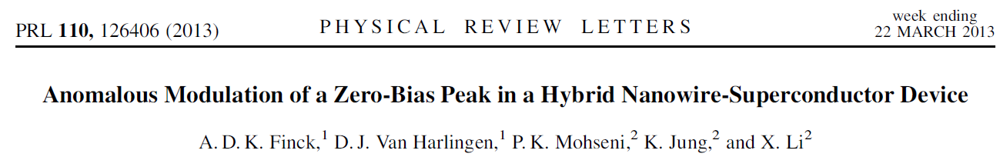 PRL 110, 126406 (2013) PHYSICAL REVIEW LETTERS week ending 22 MARCH 2013
Anomalous Modulation of a Zero-Bias Peak in a Hybrid Nanowire-Superconductor Device
A. D. K. Finck,¹ D. J. Van Harlingen,¹ P. K. Mohseni,² K. Jung,² and X. Li²